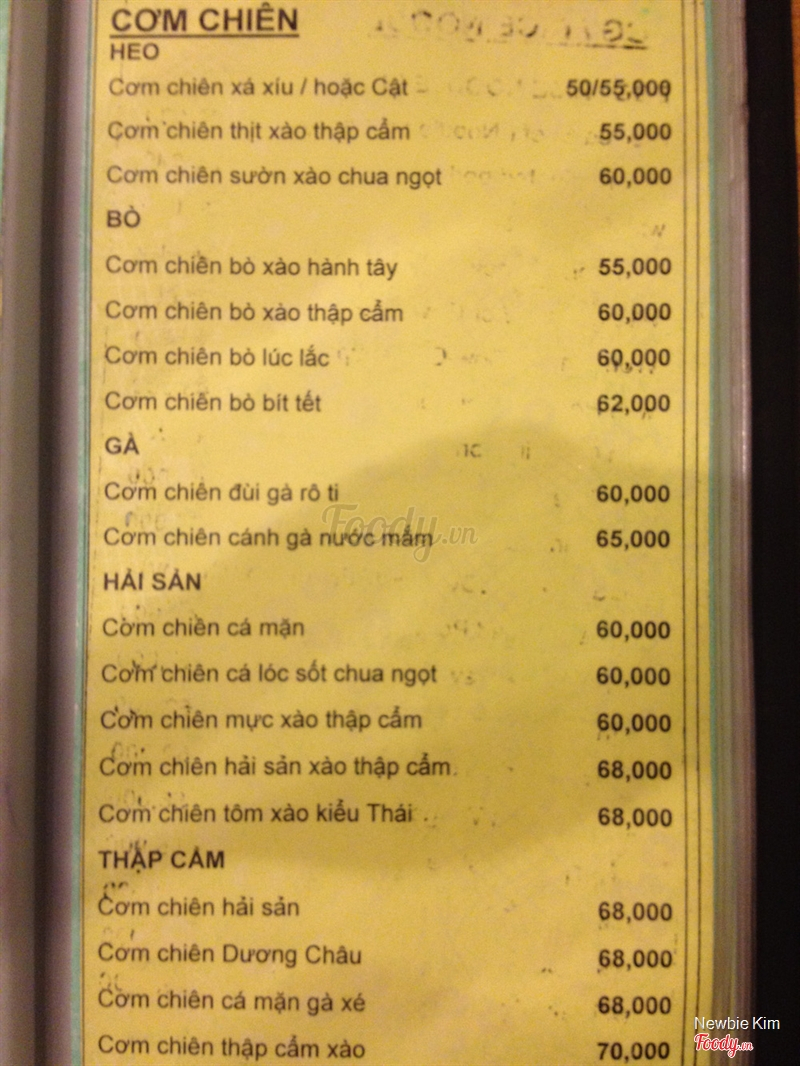 CƠM CHIÊN
HEO
Cơm chiên xá xíu / hoặc Cật 50/55,000
Cơm chiên thịt xào thập cẩm 55,000
Cơm chiên sườn xào chua ngọt 60,000
BÒ
Cơm chiên bò xào hành tây 55,000
Cơm chiên bò xào thập cẩm 60,000
Cơm chiên bò lúc lắc 60,000
Cơm chiên bò bít tết 62,000
GÀ
Cơm chiên đùi gà rô ti 60,000
Cơm chiên cánh gà nước mắm 65,000
Foody.vn
HẢI SẢN
Cơm chiên cá mặn 60,000
Cơm chiên cá lóc sốt chua ngọt 60,000
Cơm chiên mực xào thập cẩm 60,000
Cơm chiên hải sản xào thập cẩm 68,000
Cơm chiên tôm xào kiểu Thái 68,000
THẬP CẨM
Cơm chiên hải sản 68,000
Cơm chiên Dương Châu 68,000
Cơm chiên cá mặn gà xé 68,000
Cơm chiên thập cẩm xào 70,000
Newbie Kim
Foody.vn